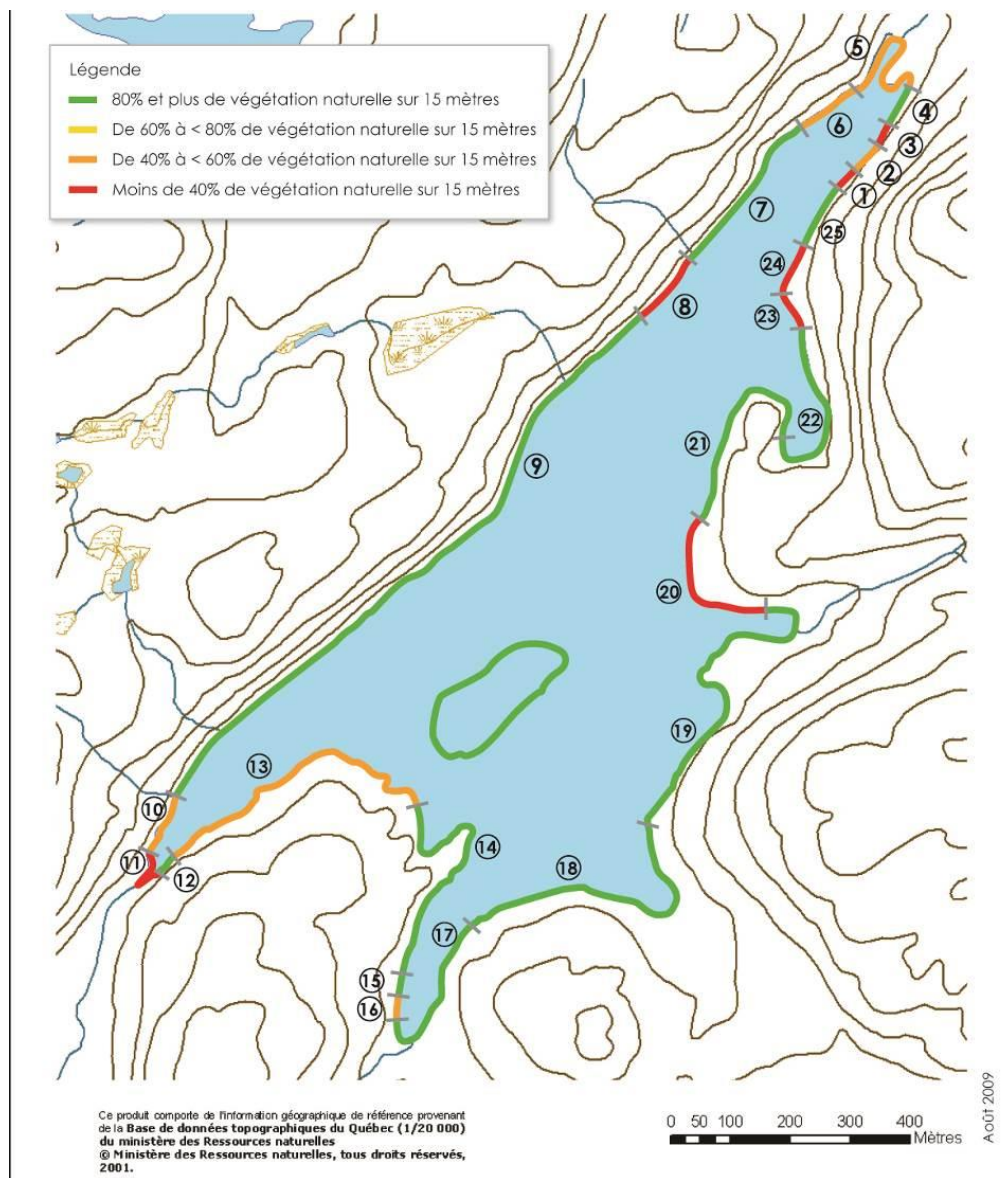 Légende
80% et plus de végétation naturelle sur 15 mètres
De 60% à < 80% de végétation naturelle sur 15 mètres
De 40% à < 60% de végétation naturelle sur 15 mètres
Moins de 40% de végétation naturelle sur 15 mètres
5
4
6
3
2
1
7
25
24
8
23
22
21
9
20
19
13
10
14
11
12
18
17
15
16
Ce produit comporte de l'information géographique de référence provenant
de la Base de données topographiques du Québec (1/20 000)
du ministère des Ressources naturelles
© Ministère des Ressources naturelles, tous droits réservés,
2001.
0 50 100 200 300 400
Mètres
Août 2009